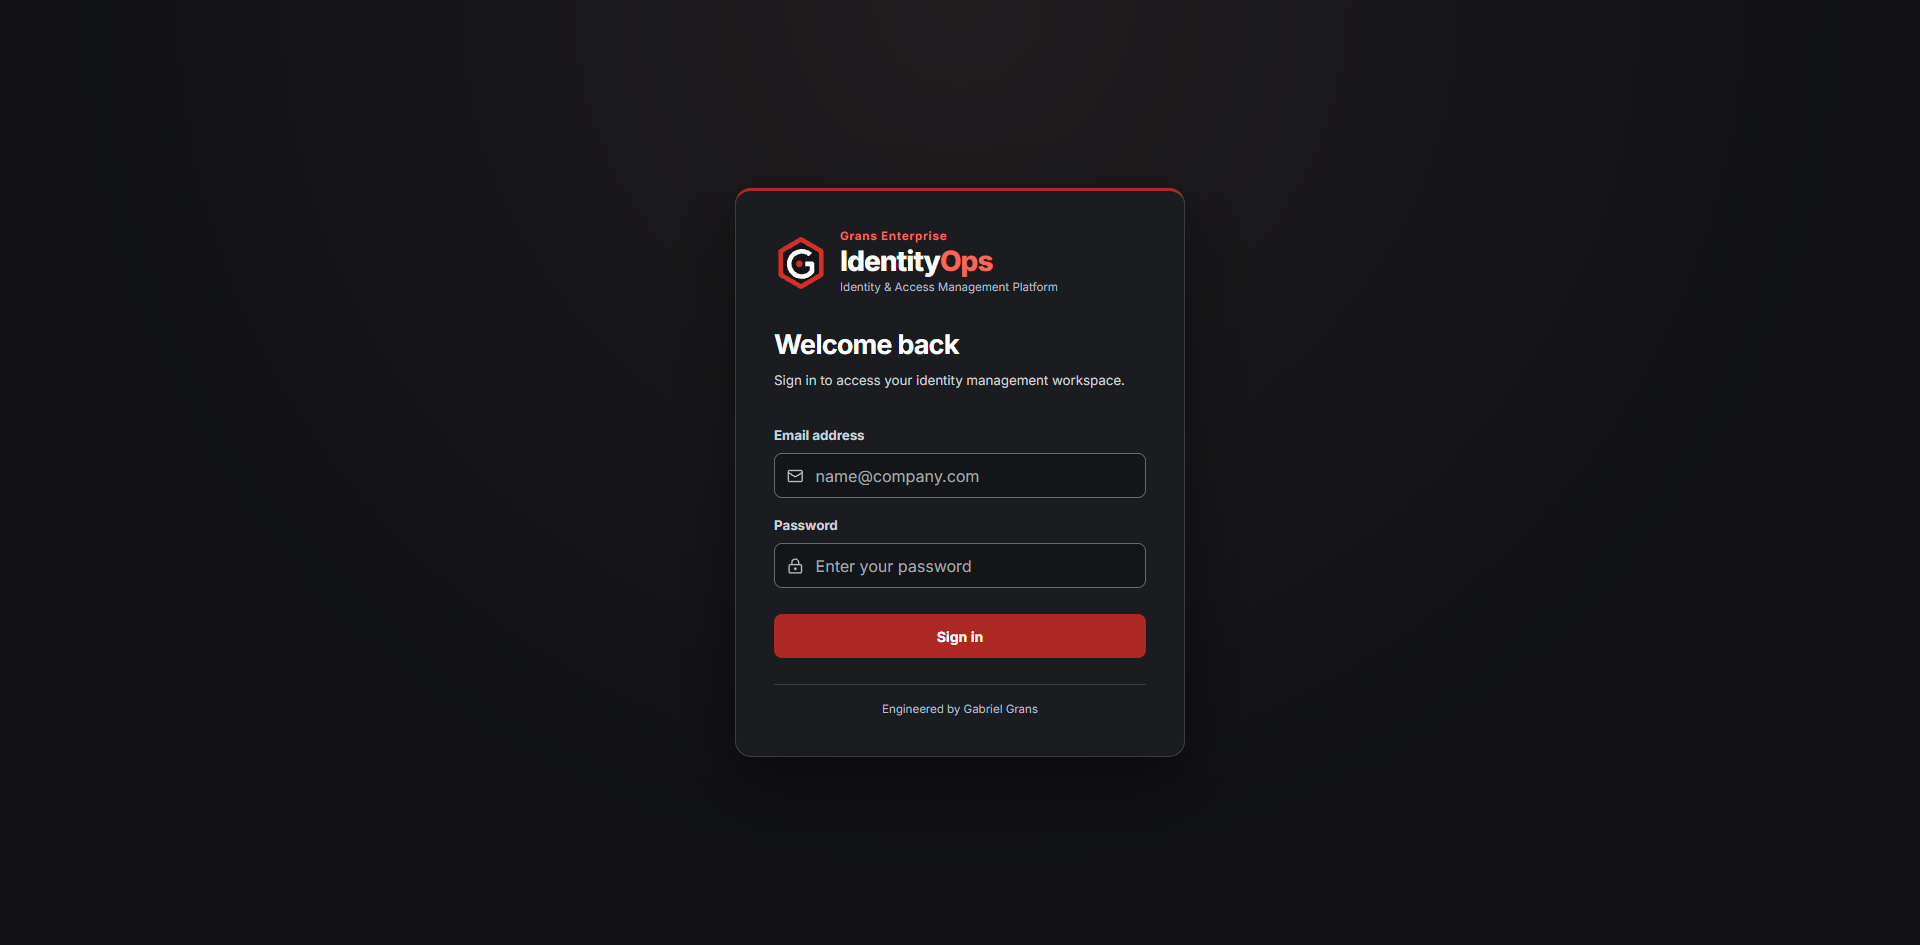 Grans Enterprise
IdentityOps
Identity & Access Management Platform
Welcome back
Sign in to access your identity management workspace.
Email address
name@company.com
Password
Enter your password
Sign in
Engineered by Gabriel Grans